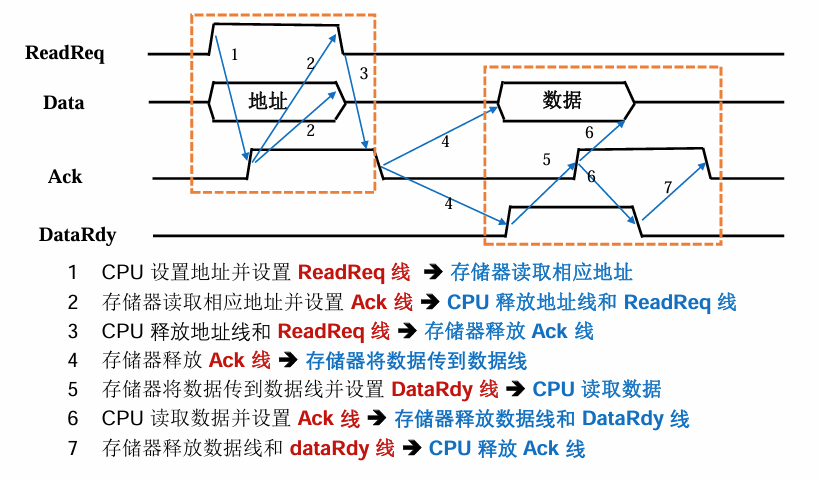 ReadReq
1
2
3
Data
地址
2
数据
4
6
5
Ack
6
7
4
DataRdy
1 CPU 设置地址并设置 ReadReq 线 → 存储器读取相应地址
2 存储器读取相应地址并设置 Ack 线 → CPU 释放地址线和 ReadReq 线
3 CPU 释放地址线和 ReadReq 线 → 存储器释放 Ack 线
4 存储器释放 Ack 线 → 存储器将数据传到数据线
5 存储器将数据传到数据线并设置 DataRdy 线 → CPU 读取数据
6 CPU 读取数据并设置 Ack 线 → 存储器释放数据线和 DataRdy 线
7 存储器释放数据线和 dataRdy 线 → CPU 释放 Ack 线